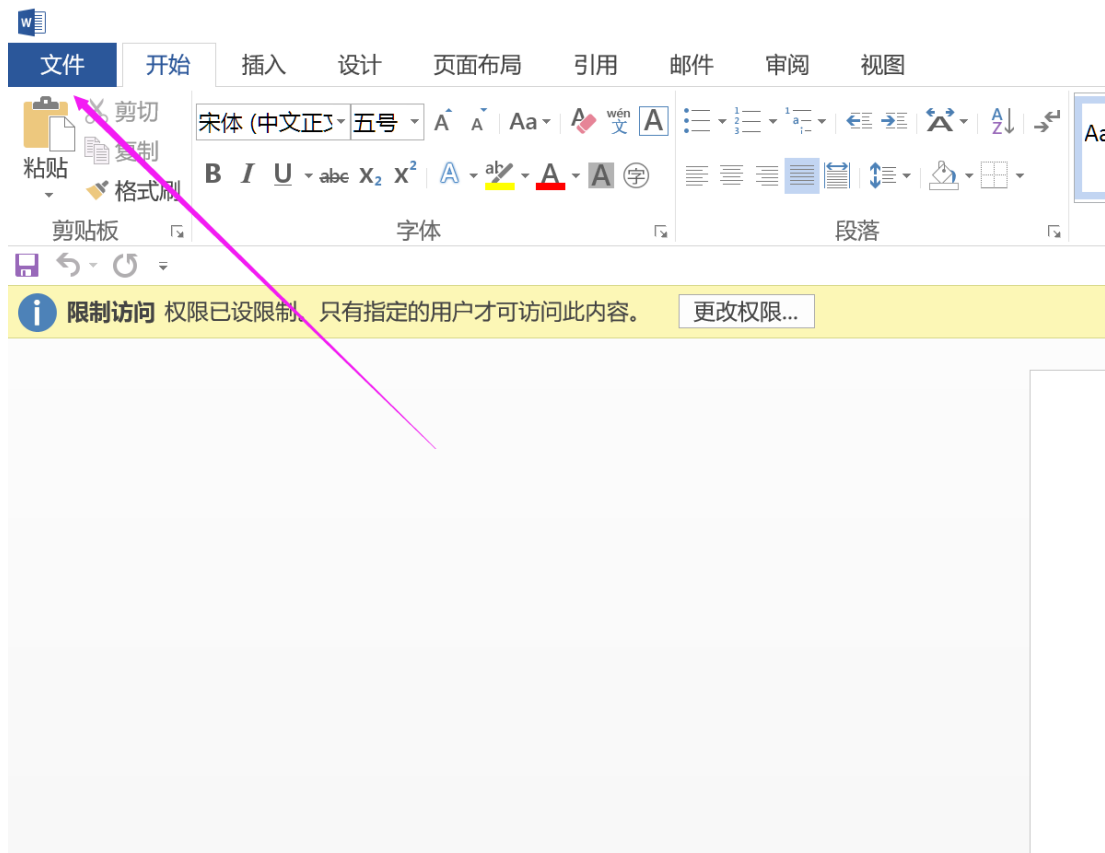 文件 开始 插入 设计 页面布局 引用 邮件 审阅 视图
剪切
宋体 (中文正文 五号 A A Aa wén 文 A
复制
粘贴
格式刷
B I U abc X₂ X² A ab A A 字
剪贴板 字体 段落
限制访问 权限已设限制。只有指定的用户才可访问此内容。 更改权限...